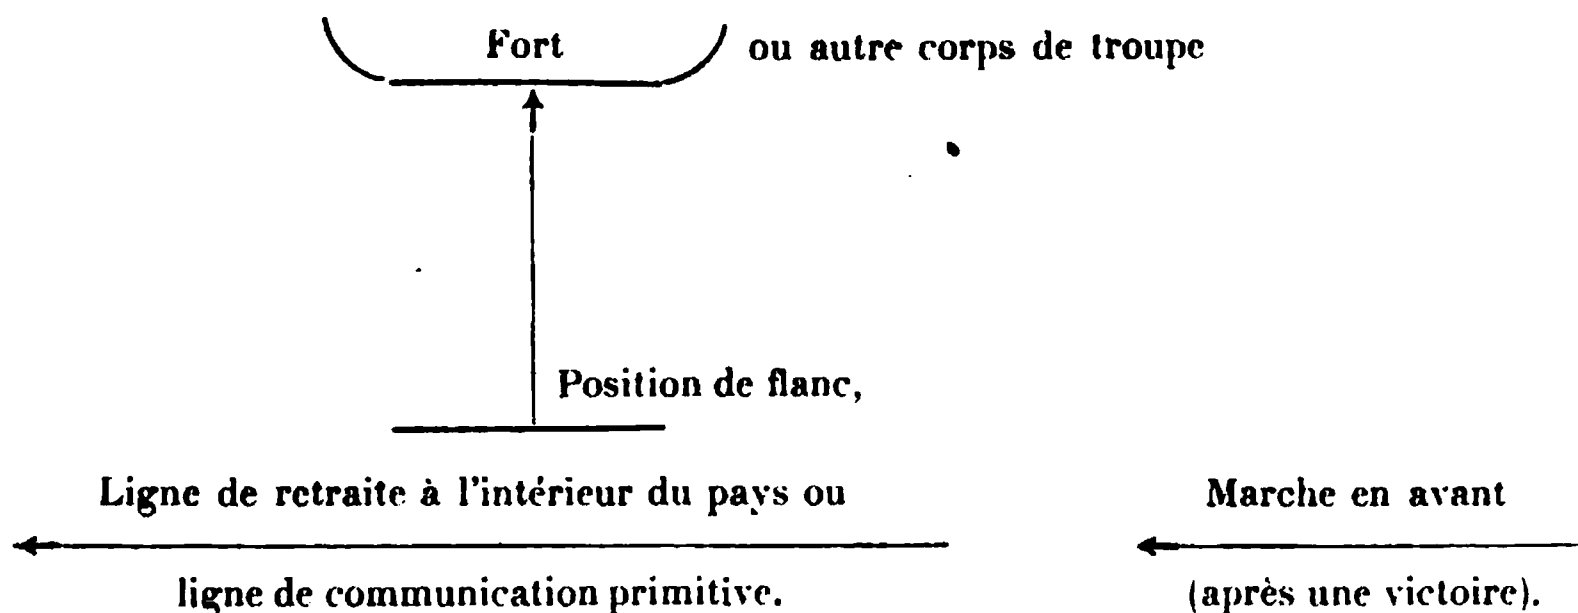 Fort ou autre corps de troupe
Position de flanc,
Ligne de retraite à l'intérieur du pays ou
Marche en avant
ligne de communication primitive.
(après une victoire).